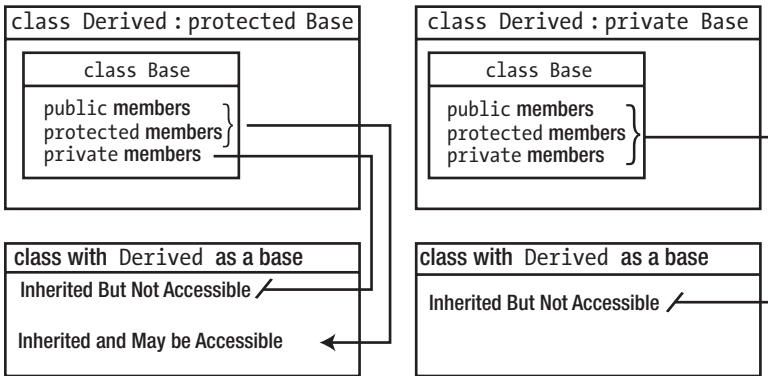 class Derived : protected Base
class Base
public members
protected members
private members
class with Derived as a base
Inherited But Not Accessible
Inherited and May be Accessible
class Derived : private Base
class Base
public members
protected members
private members
class with Derived as a base
Inherited But Not Accessible